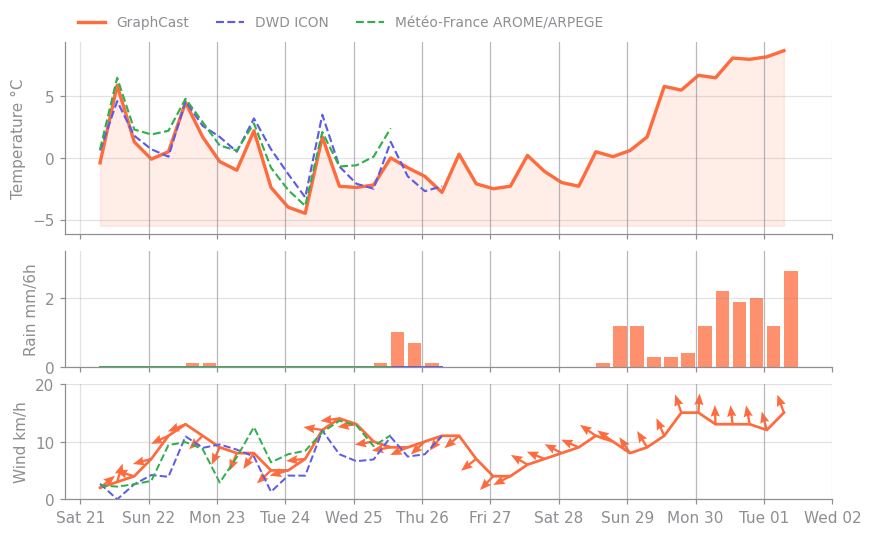 GraphCast DWD ICON Météo-France AROME/ARPEGE
Temperature °C
5
0
−5
Rain mm/6h
2
0
Wind km/h
20
10
0
Sat 21 Sun 22 Mon 23 Tue 24 Wed 25 Thu 26 Fri 27 Sat 28 Sun 29 Mon 30 Tue 01 Wed 02